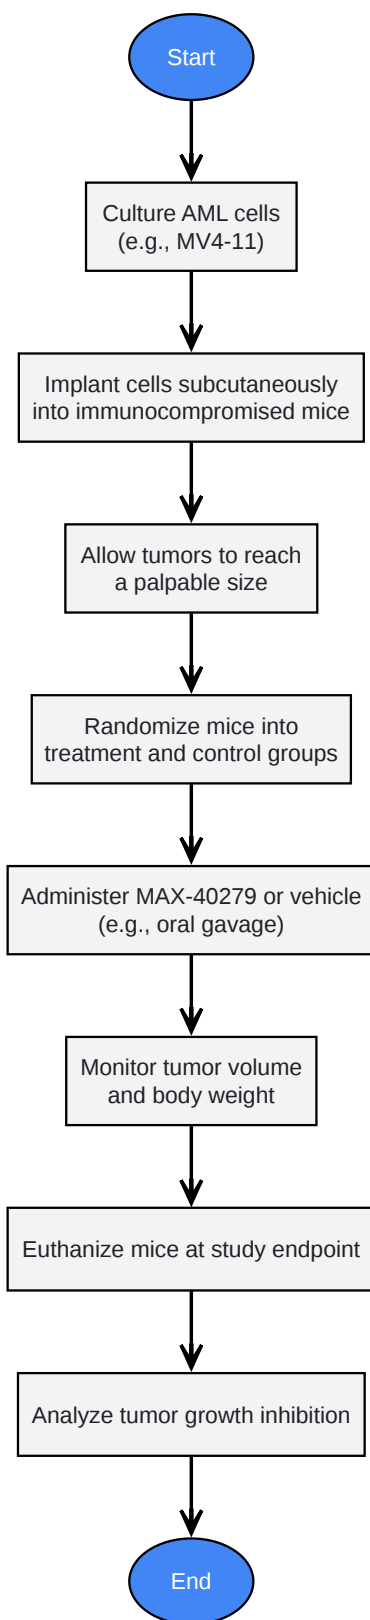 Start
Culture AML cells
(e.g., MV4-11)
Implant cells subcutaneously
into immunocompromised mice
Allow tumors to reach
a palpable size
Randomize mice into
treatment and control groups
Administer MAX-40279 or vehicle
(e.g., oral gavage)
Monitor tumor volume
and body weight
Euthanize mice at study endpoint
Analyze tumor growth inhibition
End